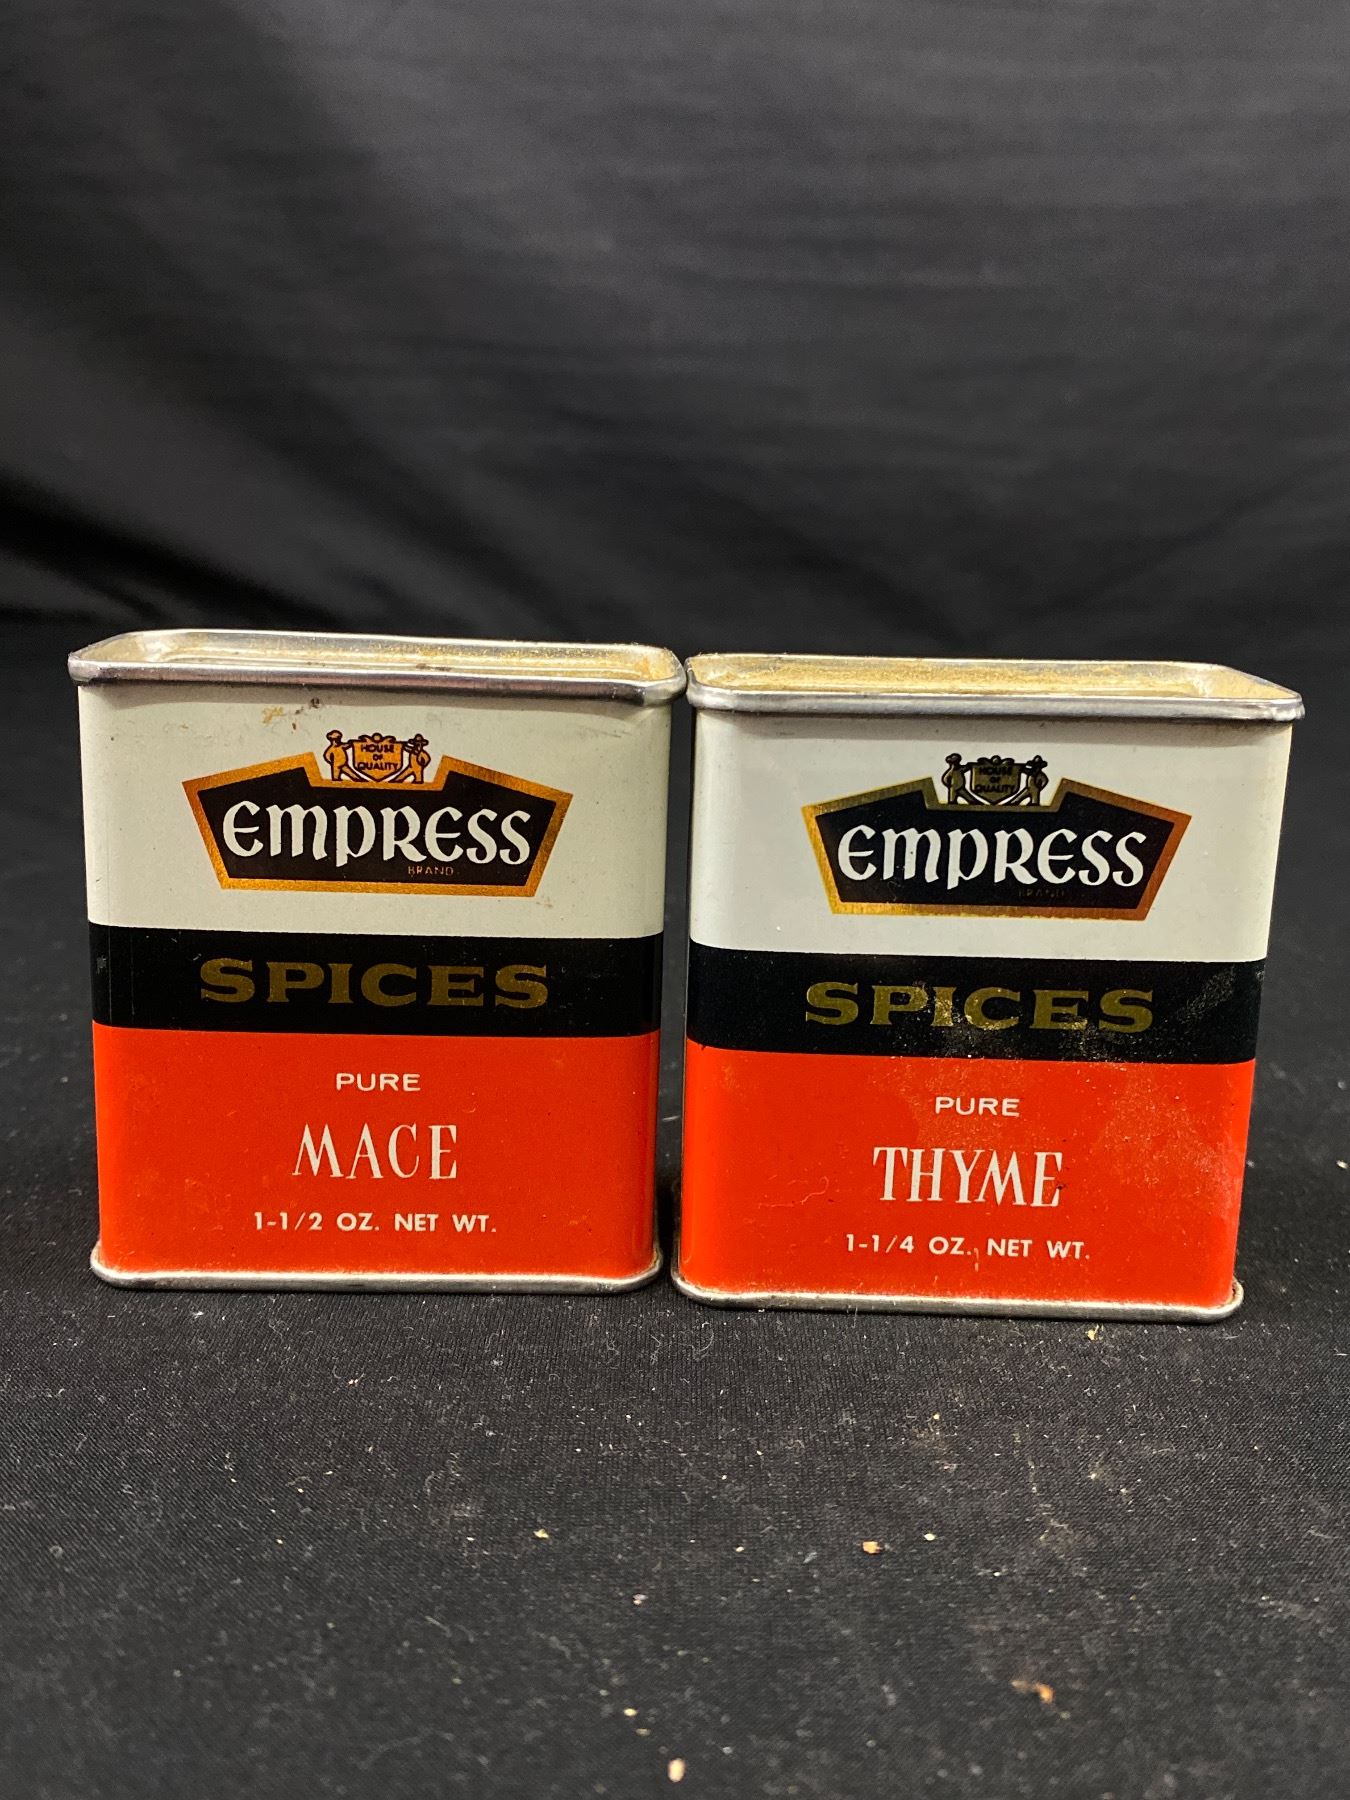 HOUSE
OF
QUALITY
EMPRESS
BRAND
SPICES
PURE
MACE
1-1/2 OZ. NET WT.
HOUSE
OF
QUALITY
EMPRESS
BRAND
SPICES
PURE
THYME
1-1/4 OZ. NET WT.